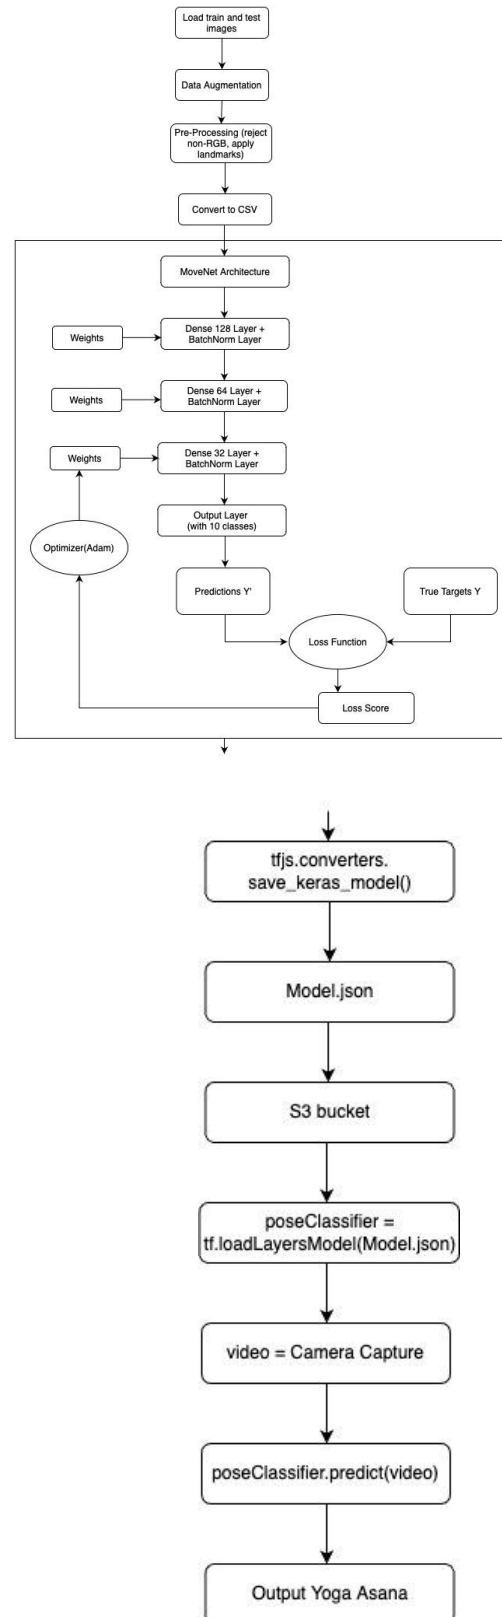 Load train and test
images
Data Augmentation
Pre-Processing (reject
non-RGB, apply
landmarks)
Convert to CSV
MoveNet Architecture
Weights
Dense 128 Layer +
BatchNorm Layer
Weights
Dense 64 Layer +
BatchNorm Layer
Weights
Dense 32 Layer +
BatchNorm Layer
Output Layer
(with 10 classes)
Optimizer(Adam)
Predictions Y'
True Targets Y
Loss Function
Loss Score
tfjs.converters.
save_keras_model()
Model.json
S3 bucket
poseClassifier =
tf.loadLayersModel(Model.json)
video = Camera Capture
poseClassifier.predict(video)
Output Yoga Asana